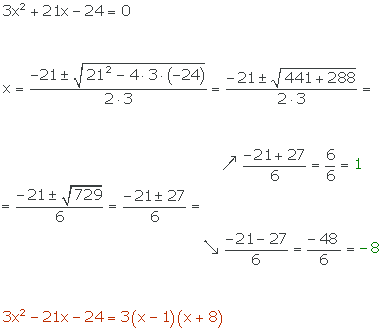 3x² + 21x − 24 = 0
x = (−21 ± √(21² − 4 · 3 · (−24))) / (2 · 3) = (−21 ± √(441 + 288)) / (2 · 3) =
= (−21 ± √729) / 6 = (−21 ± 27) / 6 =
↗ (−21 + 27) / 6 = 6 / 6 = 1
↘ (−21 − 27) / 6 = −48 / 6 = −8
3x² − 21x − 24 = 3(x − 1)(x + 8)